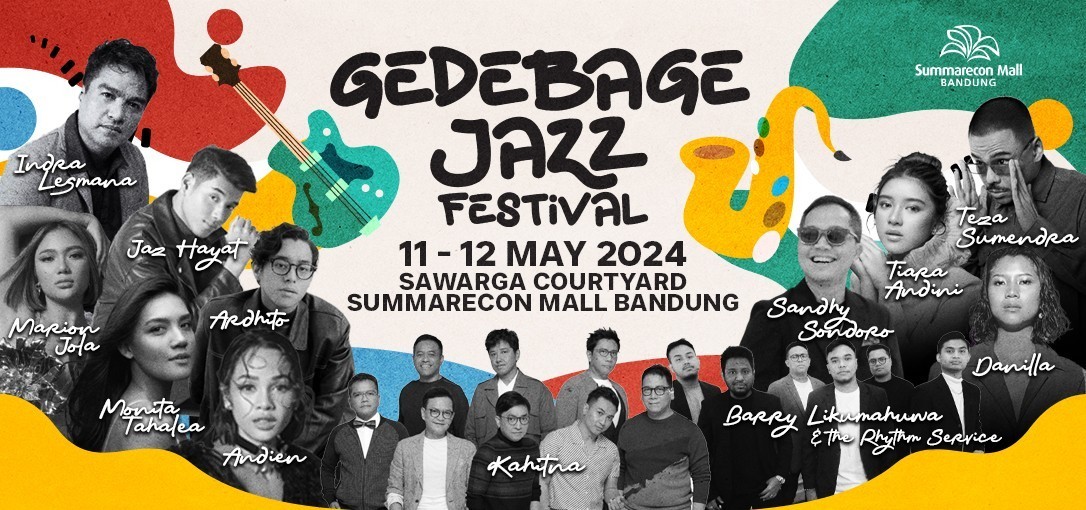 Summarecon Mall
BANDUNG
GEDEBAGE
JAZZ
FESTIVAL
11 - 12 MAY 2024
SAWARGA COURTYARD
SUMMARECON MALL BANDUNG
Indra
Lesmana
Jaz Hayat
Marion
Jola
Ardhito
Monita
Tahalea
Andien
Kahitna
Sandhy
Sondoro
Tiara
Andini
Teza
Sumendra
Danilla
Barry Likumahuwa
& the Rhythm Service